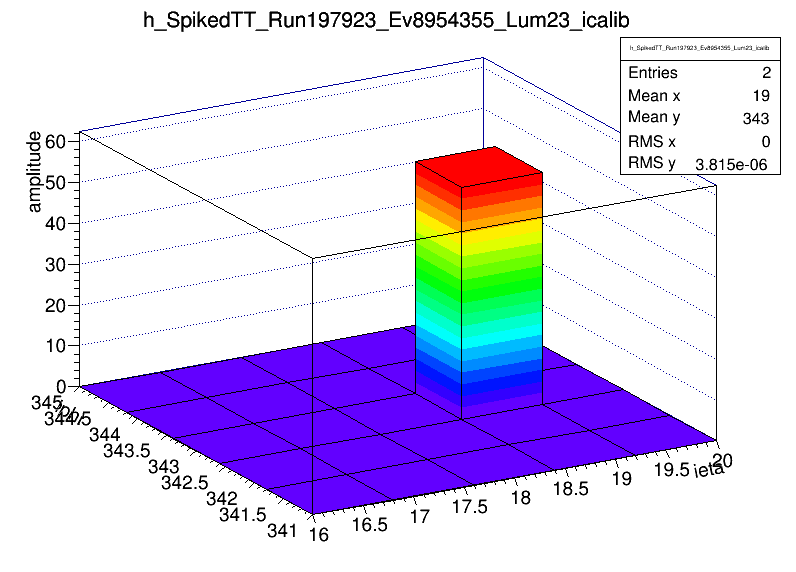 h_SpikedTT_Run197923_Ev8954355_Lum23_icalib
h_SpikedTT_Run197923_Ev8954355_Lum23_icalib
Entries 2
Mean x 19
Mean y 343
RMS x 0
RMS y 3.815e-06
amplitude
60
50
40
30
20
10
0
345
344.5
344
343.5
343
342.5
342
341.5
341
16
16.5
17
17.5
18
18.5
19
19.5
20
ieta